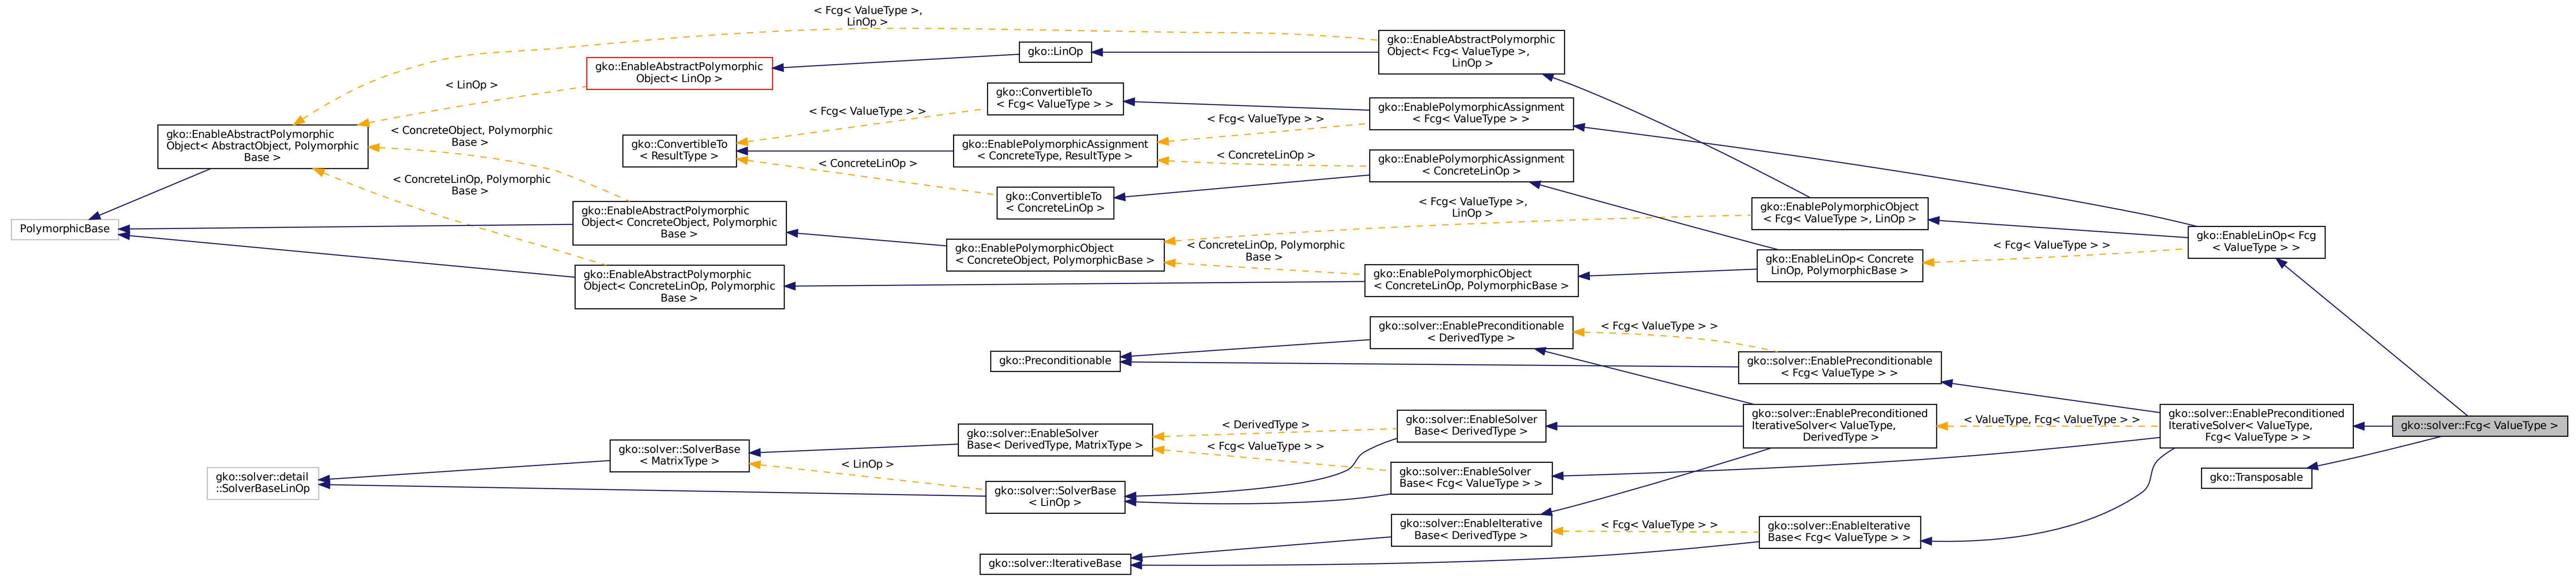 < Fcg< ValueType >,
LinOp >
gko::EnableAbstractPolymorphic
Object< Fcg< ValueType >,
LinOp >
gko::LinOp
gko::EnableAbstractPolymorphic
Object< LinOp >
< LinOp >
gko::ConvertibleTo
< Fcg< ValueType > >
gko::EnablePolymorphicAssignment
< Fcg< ValueType > >
< Fcg< ValueType > >
< Fcg< ValueType > >
gko::EnableAbstractPolymorphic
Object< AbstractObject, Polymorphic
Base >
< ConcreteObject, Polymorphic
Base >
gko::ConvertibleTo
< ResultType >
gko::EnablePolymorphicAssignment
< ConcreteType, ResultType >
< ConcreteLinOp >
gko::EnablePolymorphicAssignment
< ConcreteLinOp >
< ConcreteLinOp >
< ConcreteLinOp, Polymorphic
Base >
gko::ConvertibleTo
< ConcreteLinOp >
PolymorphicBase
gko::EnableAbstractPolymorphic
Object< ConcreteObject, Polymorphic
Base >
< Fcg< ValueType >,
LinOp >
gko::EnablePolymorphicObject
< Fcg< ValueType >, LinOp >
gko::EnableLinOp< Fcg
< ValueType > >
gko::EnablePolymorphicObject
< ConcreteObject, PolymorphicBase >
< ConcreteLinOp, Polymorphic
Base >
< Fcg< ValueType > >
gko::EnableLinOp< Concrete
LinOp, PolymorphicBase >
gko::EnableAbstractPolymorphic
Object< ConcreteLinOp, Polymorphic
Base >
gko::EnablePolymorphicObject
< ConcreteLinOp, PolymorphicBase >
gko::solver::EnablePreconditionable
< DerivedType >
< Fcg< ValueType > >
gko::Preconditionable
gko::solver::EnablePreconditionable
< Fcg< ValueType > >
gko::solver::EnableSolver
Base< DerivedType >
gko::solver::EnablePreconditioned
IterativeSolver< ValueType,
DerivedType >
< ValueType, Fcg< ValueType > >
gko::solver::EnablePreconditioned
IterativeSolver< ValueType,
Fcg< ValueType > >
gko::solver::Fcg< ValueType >
< DerivedType >
gko::solver::EnableSolver
Base< DerivedType, MatrixType >
< Fcg< ValueType > >
gko::solver::SolverBase
< MatrixType >
< LinOp >
gko::solver::detail
::SolverBaseLinOp
gko::solver::EnableSolver
Base< Fcg< ValueType > >
gko::Transposable
gko::solver::SolverBase
< LinOp >
gko::solver::EnableIterative
Base< DerivedType >
< Fcg< ValueType > >
gko::solver::EnableIterative
Base< Fcg< ValueType > >
gko::solver::IterativeBase